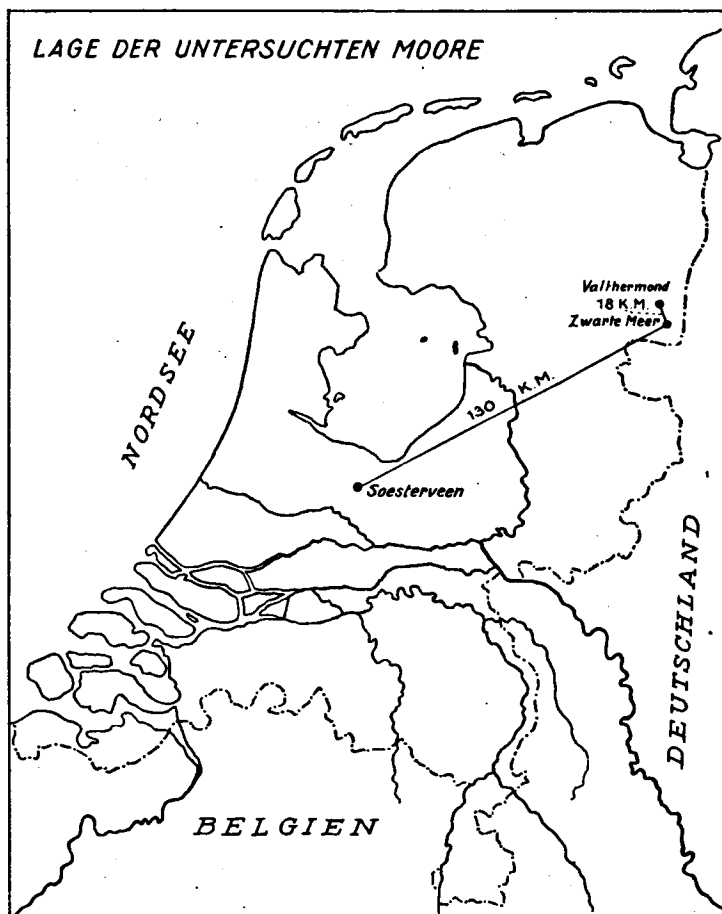 LAGE DER UNTERSUCHTEN MOORE
Valthermond
18 K.M.
Zwarte Meer
130 K.M.
NORDSEE
Soesterveen
DEUTSCHLAND
BELGIEN